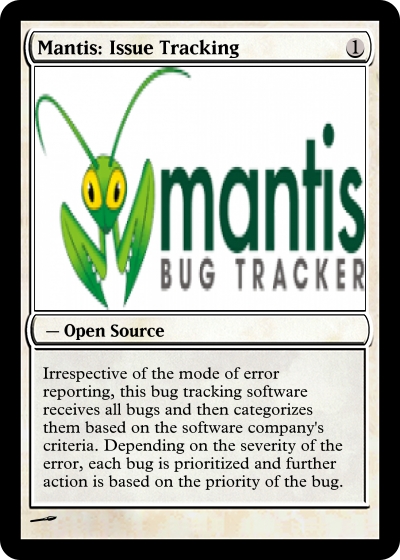 Mantis: Issue Tracking 1
mantis
BUG TRACKER
— Open Source
Irrespective of the mode of error
reporting, this bug tracking software
receives all bugs and then categorizes
them based on the software company's
criteria. Depending on the severity of the
error, each bug is prioritized and further
action is based on the priority of the bug.